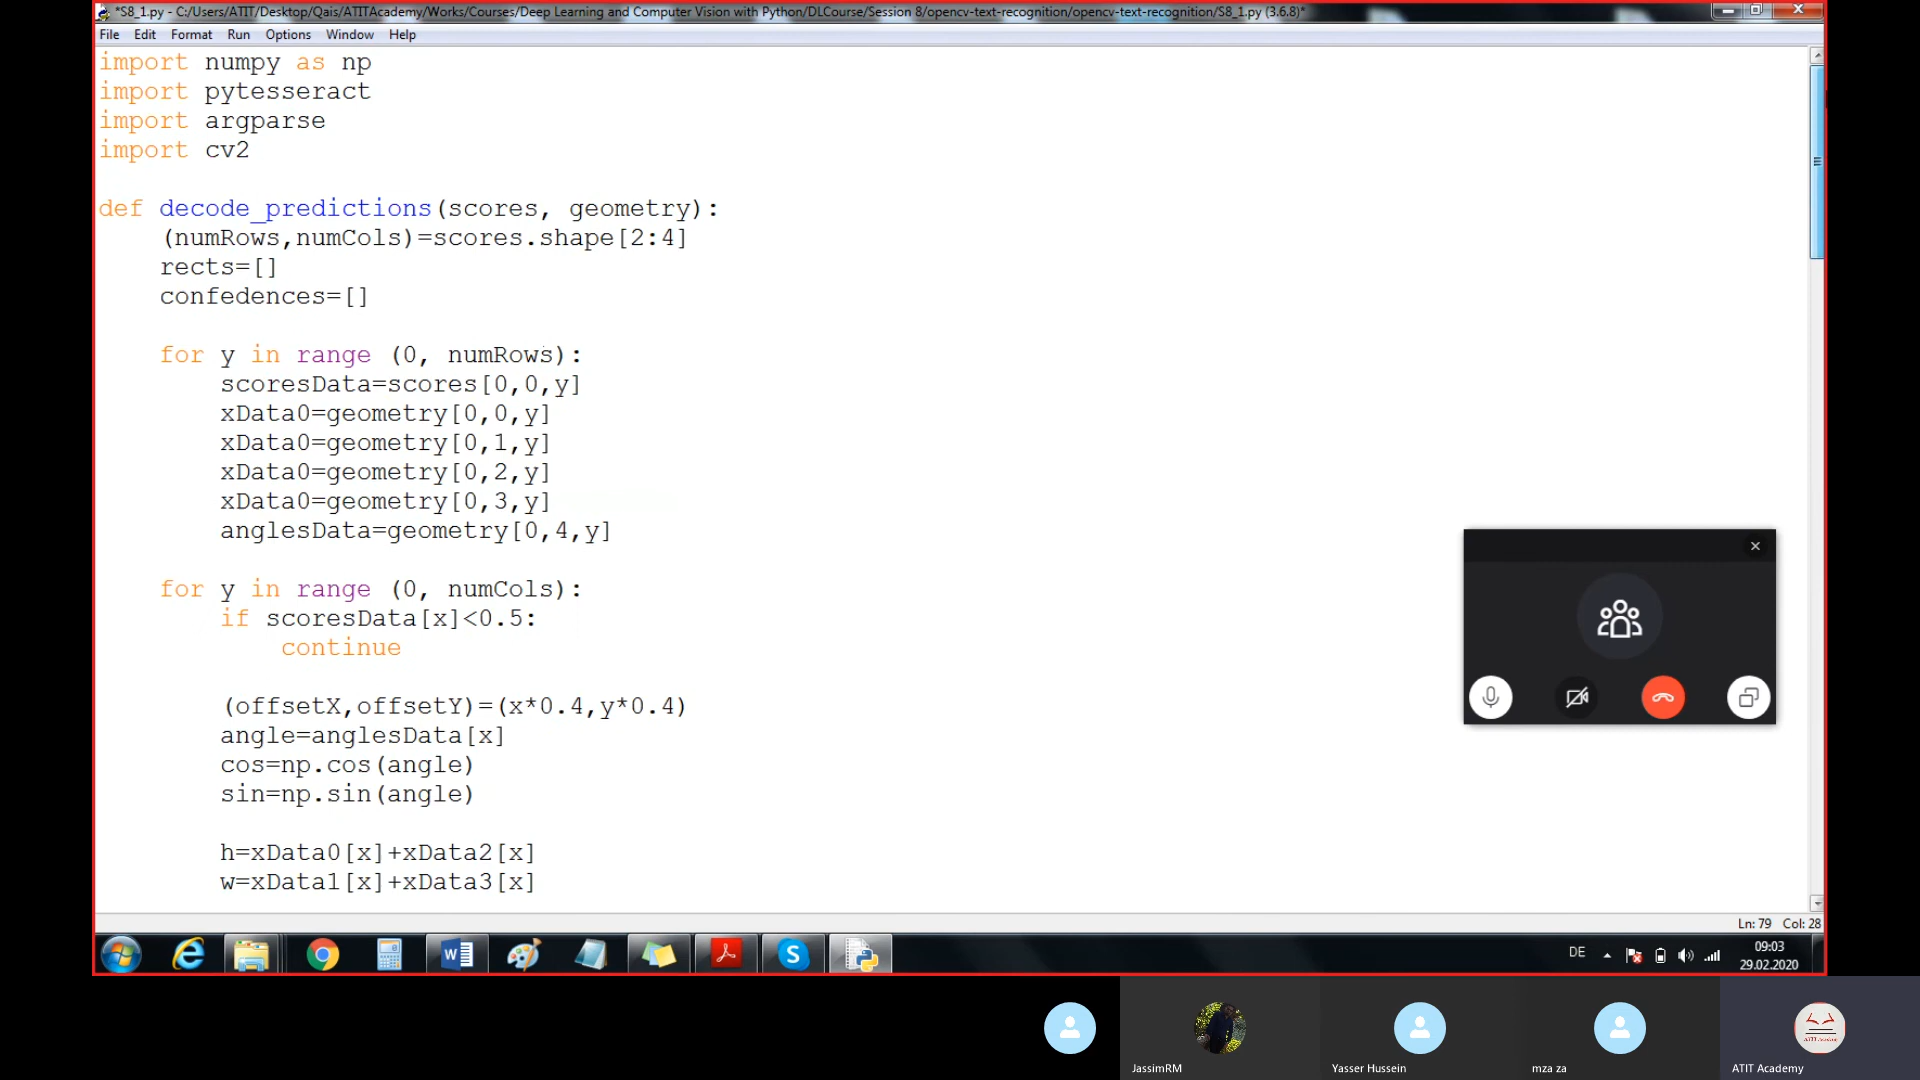 *S8_1.py - C:/Users/ATIT/Desktop/Qais/ATITAcademy/Works/Courses/Deep Learning and Computer Vision with Python/DLCourse/Session 8/opencv-text-recognition/opencv-text-recognition/S8_1.py (3.6.8)*
File Edit Format Run Options Window Help
import numpy as np
import pytesseract
import argparse
import cv2
def decode_predictions(scores, geometry):
(numRows,numCols)=scores.shape[2:4]
rects=[]
confedences=[]
for y in range (0, numRows):
scoresData=scores[0,0,y]
xData0=geometry[0,0,y]
xData0=geometry[0,1,y]
xData0=geometry[0,2,y]
xData0=geometry[0,3,y]
anglesData=geometry[0,4,y]
for y in range (0, numCols):
if scoresData[x]<0.5:
continue
(offsetX,offsetY)=(x*0.4,y*0.4)
angle=anglesData[x]
cos=np.cos(angle)
sin=np.sin(angle)
h=xData0[x]+xData2[x]
w=xData1[x]+xData3[x]
Ln: 79 Col: 28
DE
09:03
29.02.2020
JassimRM
Yasser Hussein
mza za
ATIT Academy